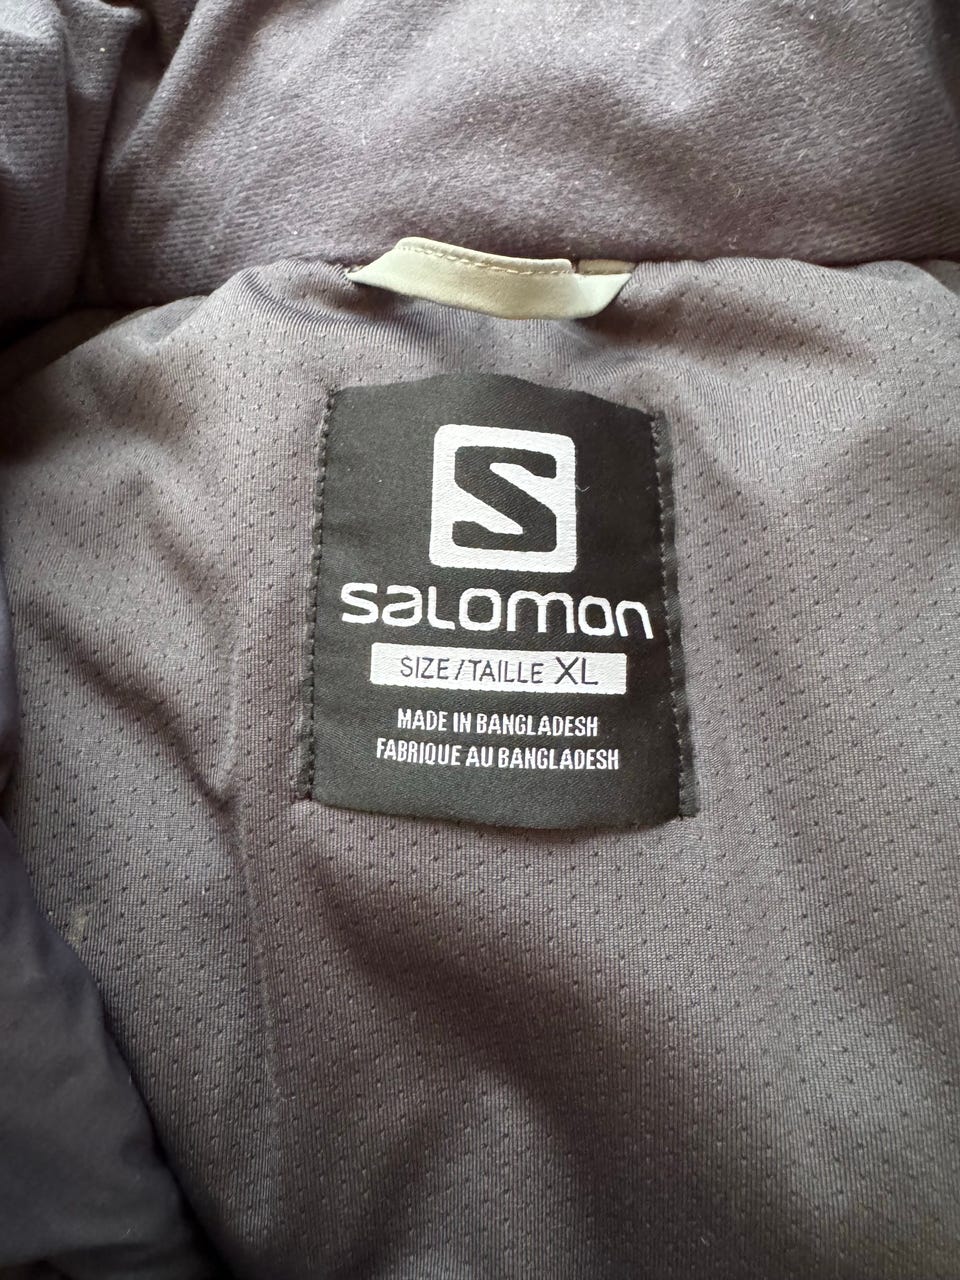 S
salomon
SIZE/TAILLE XL
MADE IN BANGLADESH
FABRIQUE AU BANGLADESH